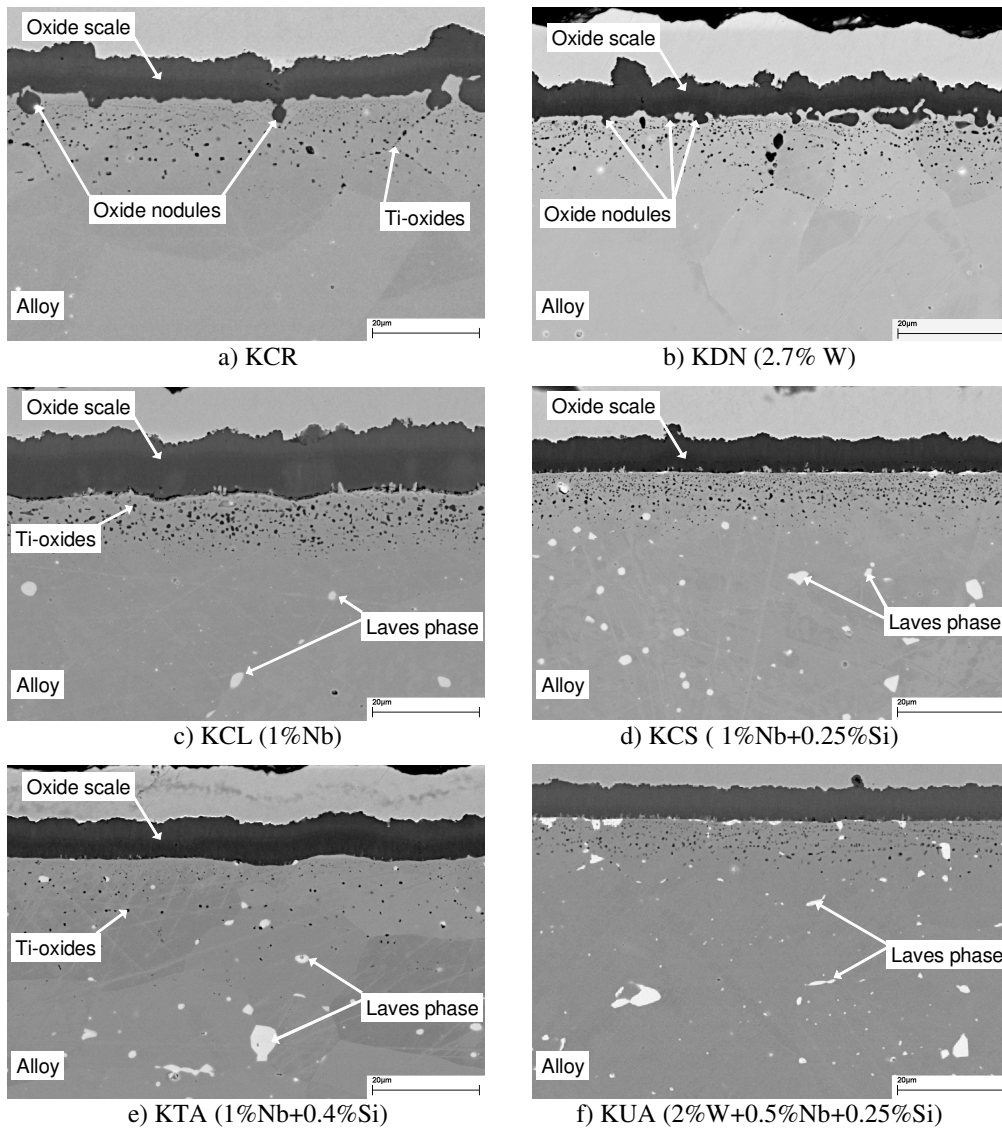 Oxide scale
Oxide nodules
Ti-oxides
Alloy
20µm
a) KCR
Oxide scale
Oxide nodules
Alloy
20µm
b) KDN (2.7% W)
Oxide scale
Ti-oxides
Laves phase
Alloy
20µm
c) KCL (1%Nb)
Oxide scale
Laves phase
Alloy
20µm
d) KCS ( 1%Nb+0.25%Si)
Oxide scale
Ti-oxides
Laves phase
Alloy
20µm
e) KTA (1%Nb+0.4%Si)
Laves phase
Alloy
20µm
f) KUA (2%W+0.5%Nb+0.25%Si)